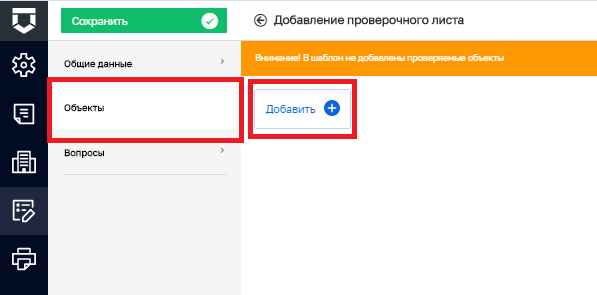 Сохранить
Добавление проверочного листа
Общие данные
Внимание! В шаблон не добавлены проверяемые объекты
Объекты
Добавить
Вопросы